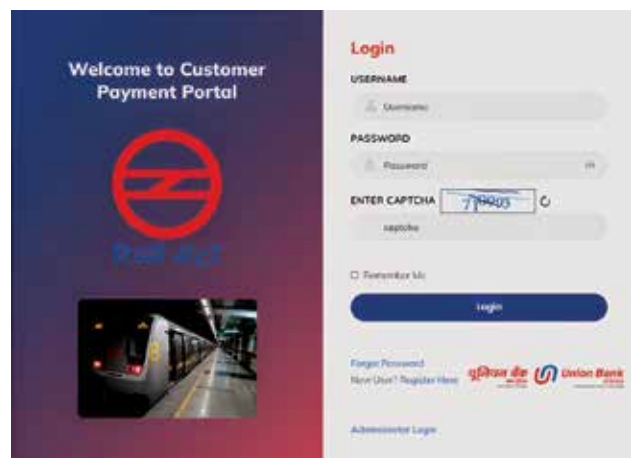 Welcome to Customer
Payment Portal
Login
USERNAME
Username
PASSWORD
Password
ENTER CAPTCHA
captcha
Remember Me
Login
Forgot Password
New User? Register Here
यूनियन बैंक
Union Bank
Administrator Login